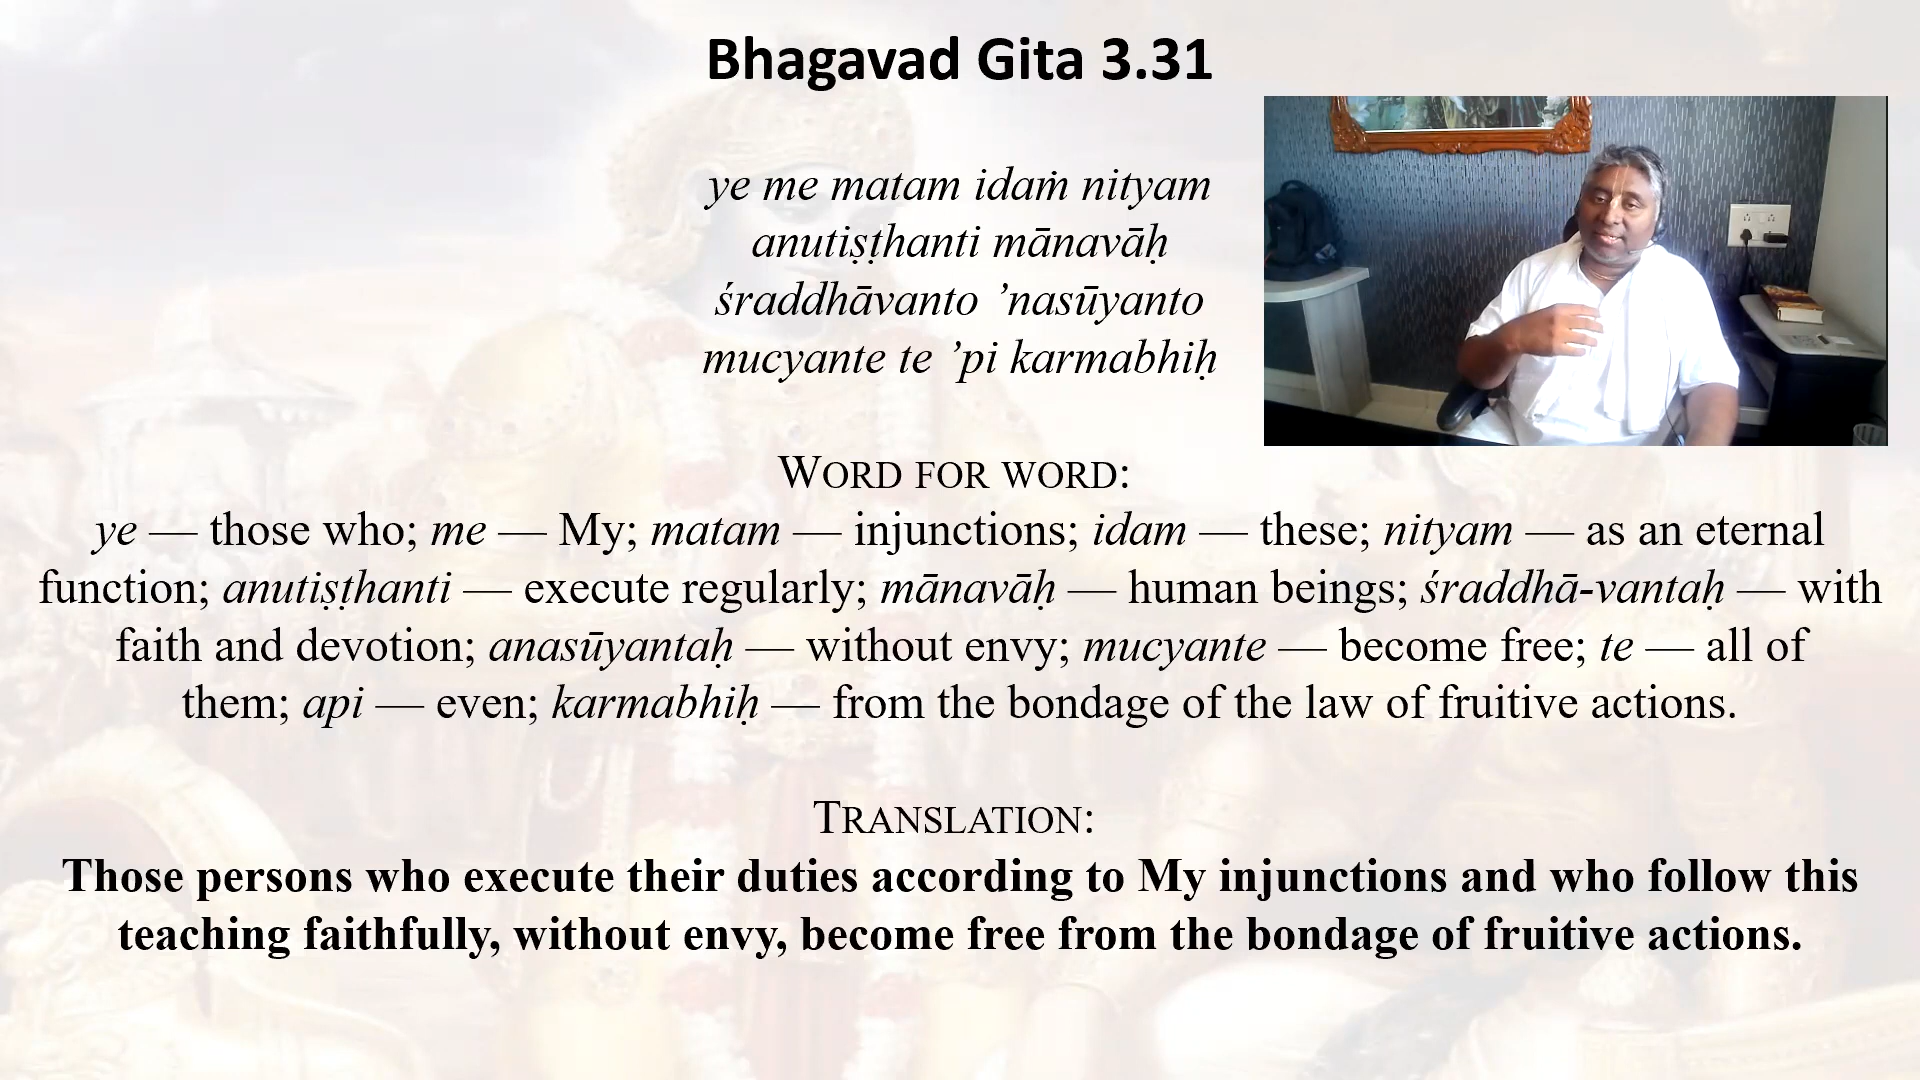 Bhagavad Gita 3.31
ye me matam idaṁ nityam
anutiṣṭhanti mānavāḥ
śraddhāvanto ’nasūyanto
mucyante te ’pi karmabhiḥ
WORD FOR WORD:
ye — those who; me — My; matam — injunctions; idam — these; nityam — as an eternal
function; anutiṣṭhanti — execute regularly; mānavāḥ — human beings; śraddhā-vantaḥ — with
faith and devotion; anasūyantaḥ — without envy; mucyante — become free; te — all of
them; api — even; karmabhiḥ — from the bondage of the law of fruitive actions.
TRANSLATION:
Those persons who execute their duties according to My injunctions and who follow this
teaching faithfully, without envy, become free from the bondage of fruitive actions.